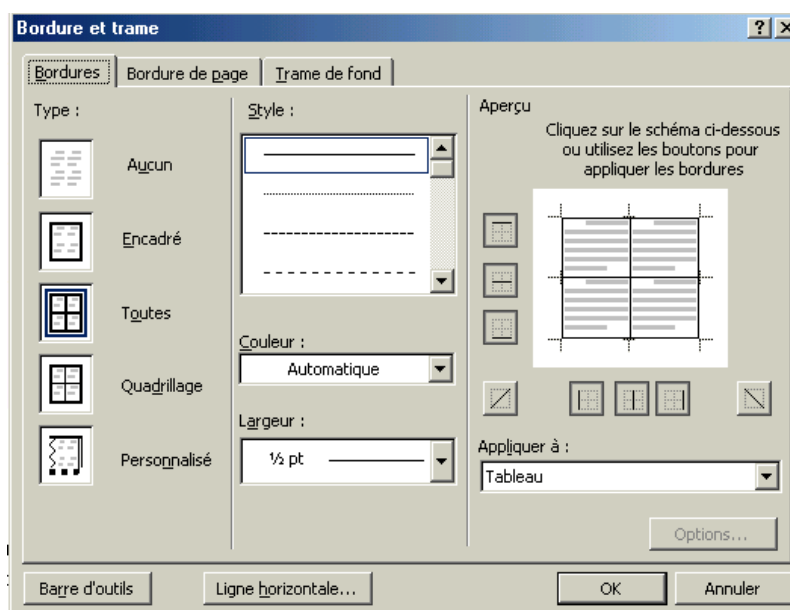 Bordure et trame
Bordures
Bordure de page
Trame de fond
Type :
Aucun
Encadré
Toutes
Quadrillage
Personnalisé
Style :
Couleur :
Automatique
Largeur :
½ pt
Aperçu
Cliquez sur le schéma ci-dessous
ou utilisez les boutons pour
appliquer les bordures
Appliquer à :
Tableau
Options...
Barre d'outils
Ligne horizontale...
OK
Annuler